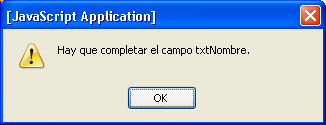 [JavaScript Application]
Hay que completar el campo txtNombre.
OK